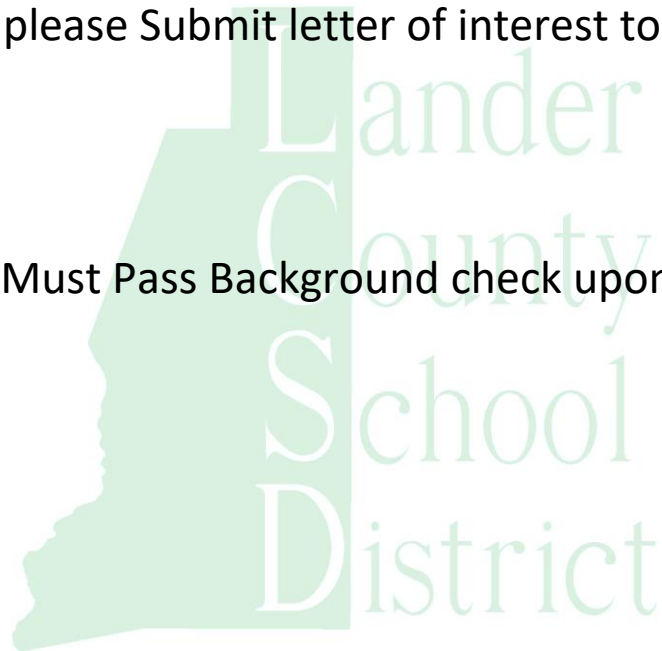 please Submit letter of interest to
Lander
County
Must Pass Background check upon
School
District